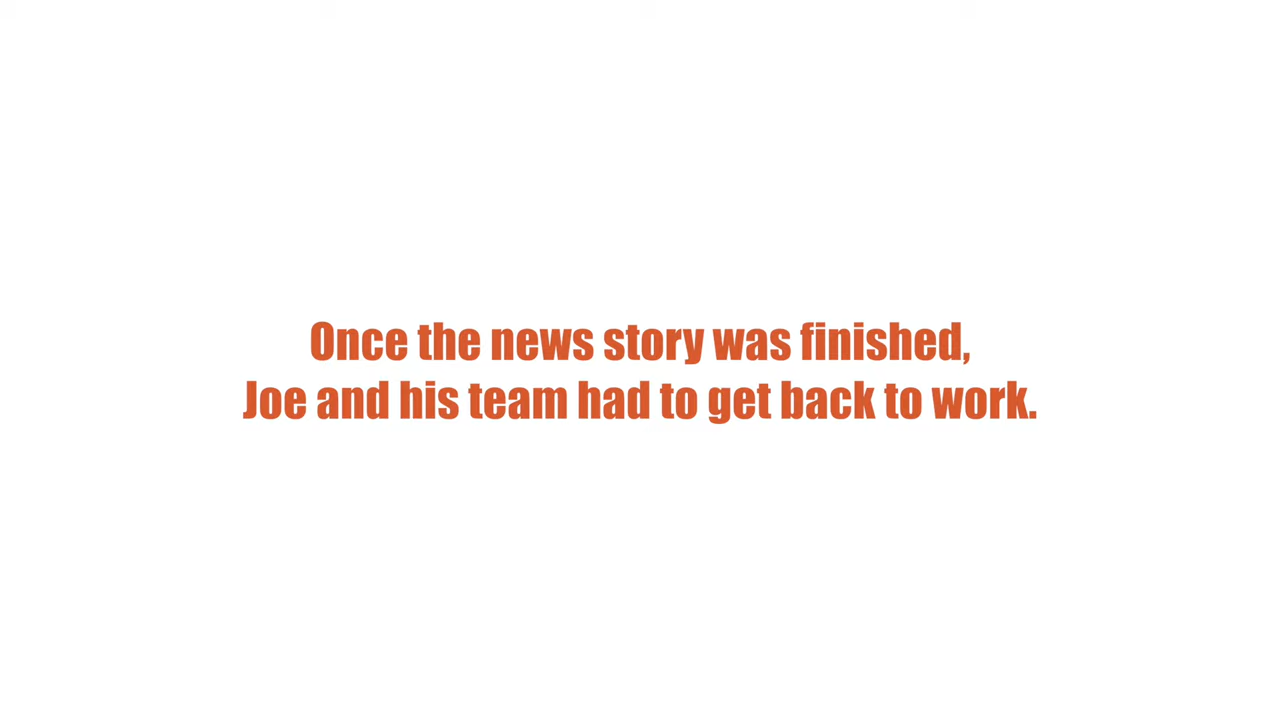 Once the news story was finished,
Joe and his team had to get back to work.